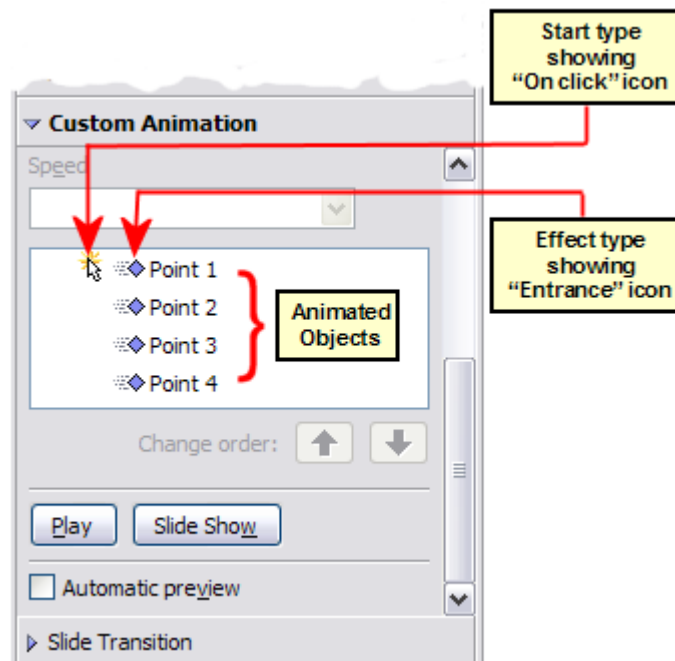 Start type
showing
“On click” icon
Custom Animation
Speed
Effect type
showing
“Entrance” icon
Point 1
Point 2
Point 3
Point 4
Animated
Objects
Change order:
Play
Slide Show
Automatic preview
Slide Transition